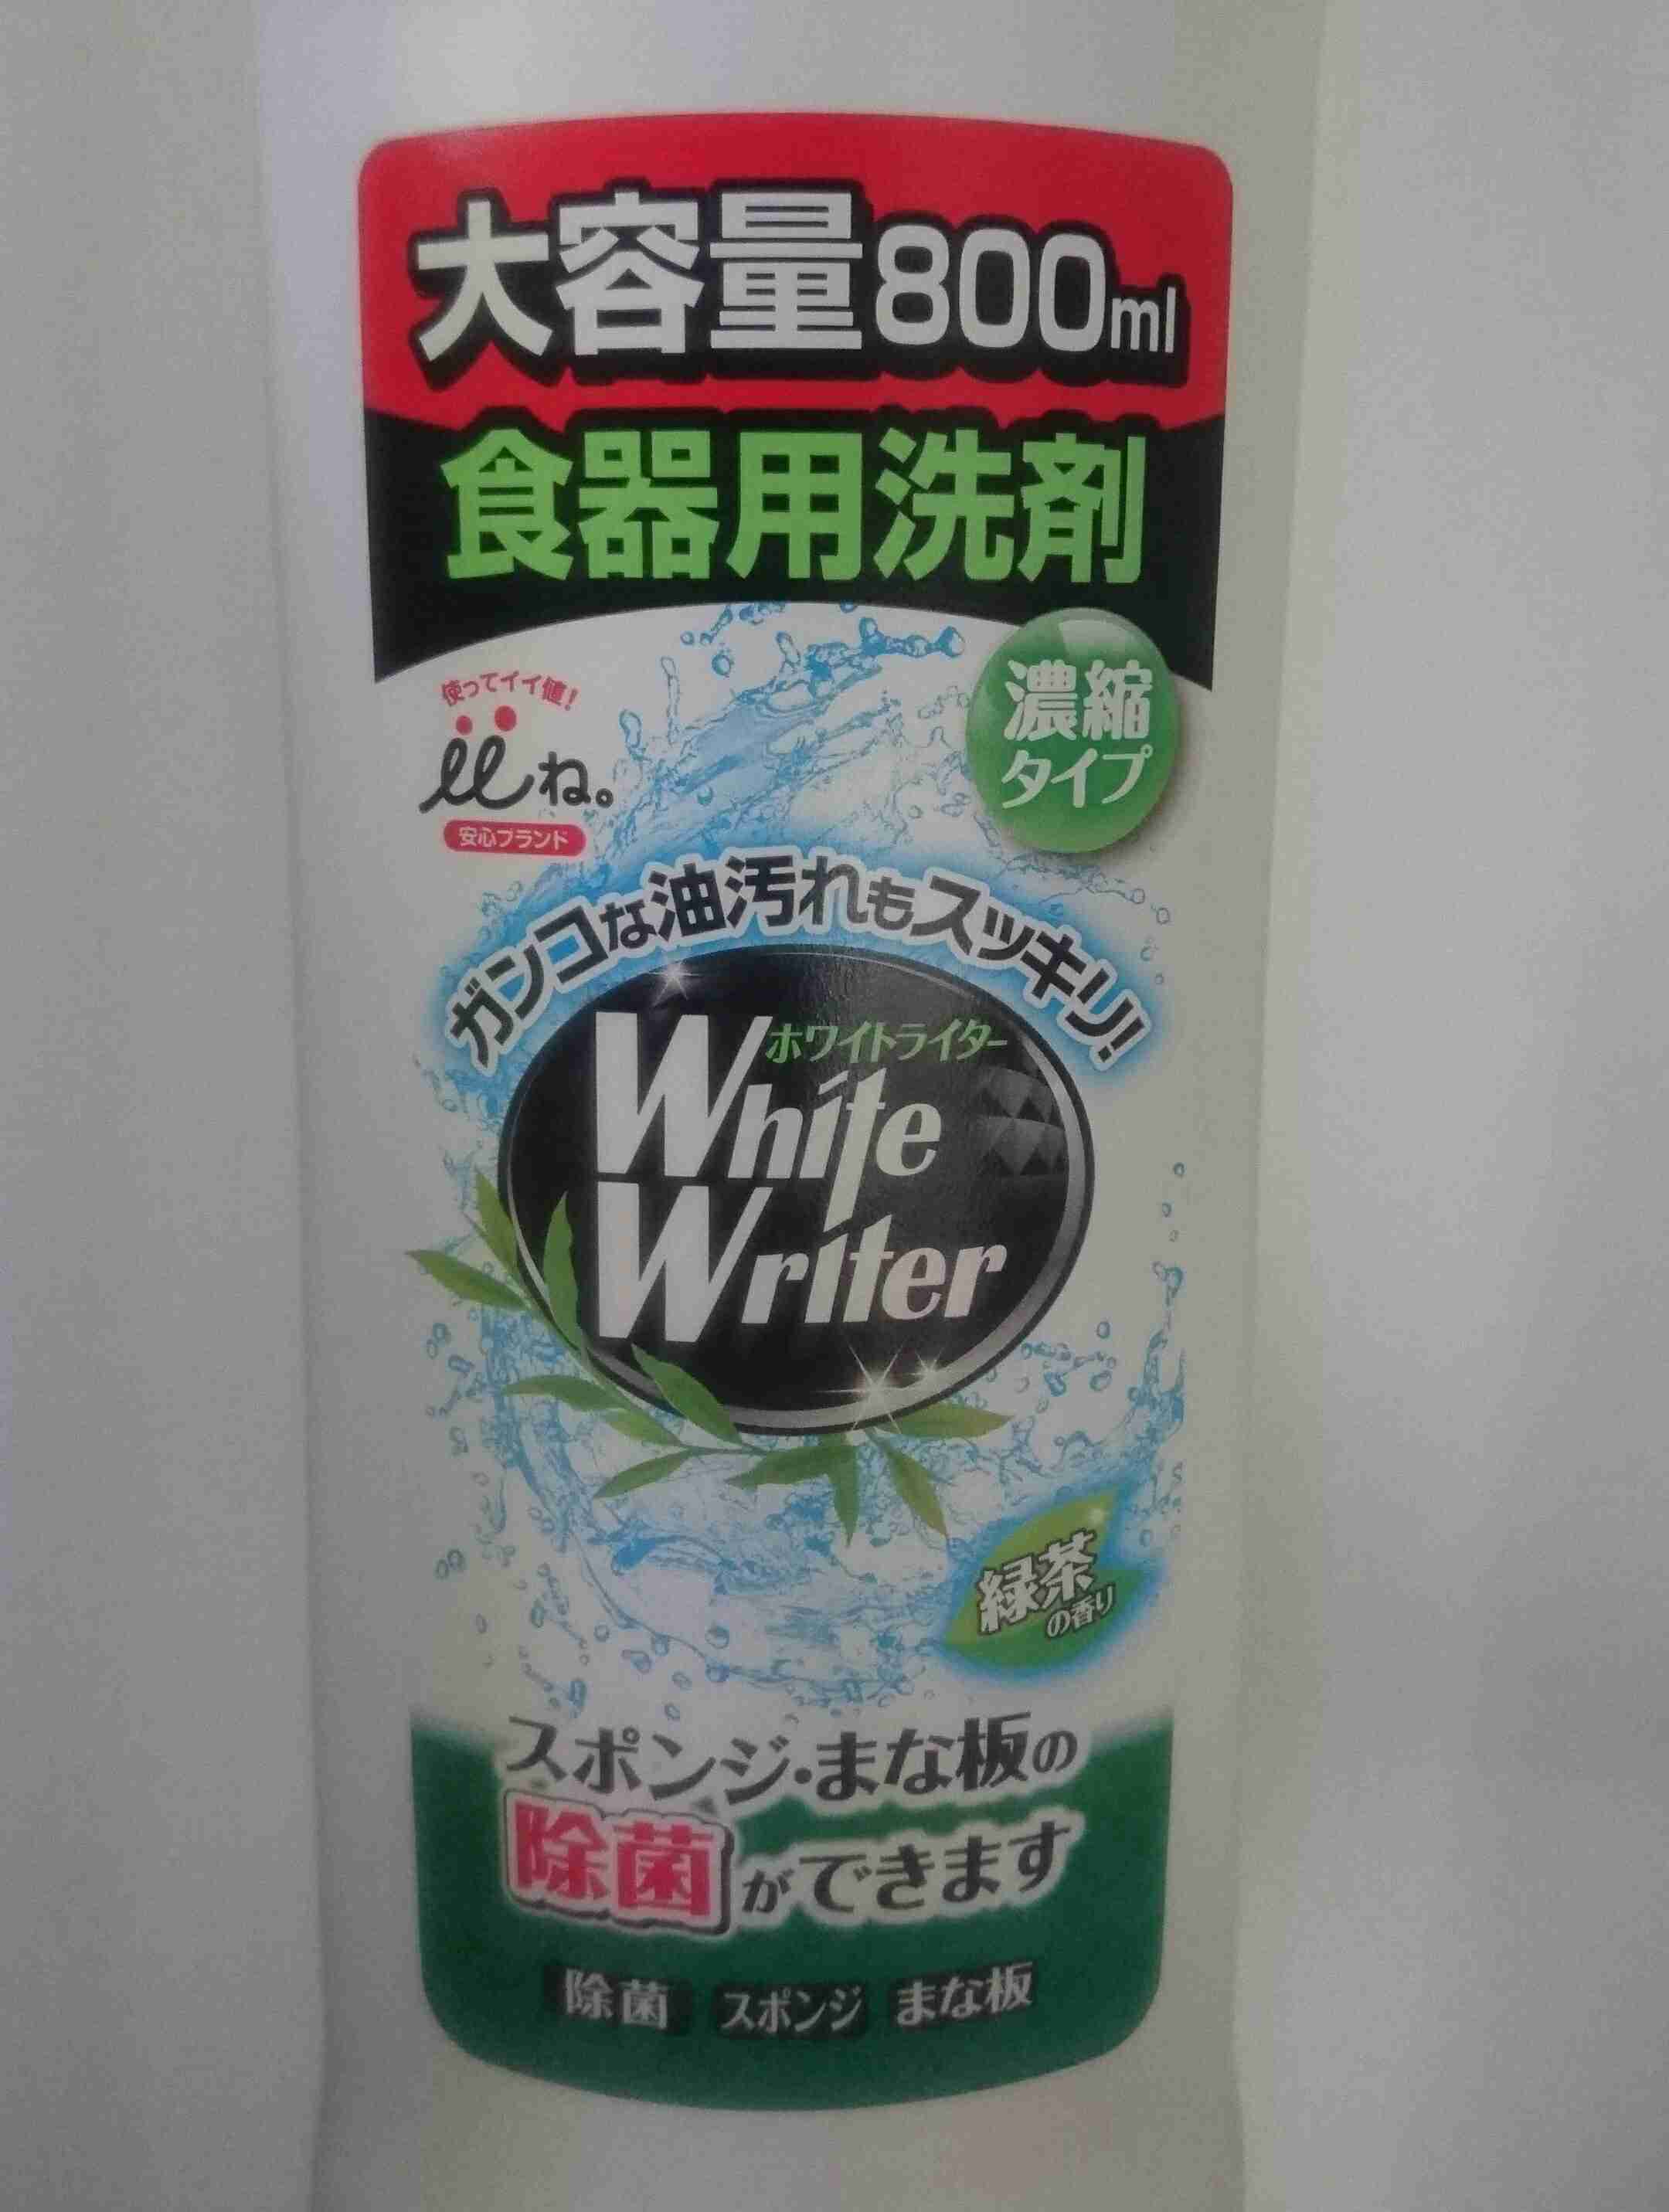 大容量800ml
食器用洗剤
使ってイイ値!
iiね。
安心ブランド
濃縮
タイプ
ガンコな油汚れもスッキリ!
ホワイトライター
White
Writer
緑茶
の香り
スポンジ・まな板の
除菌ができます
除菌 スポンジ まな板